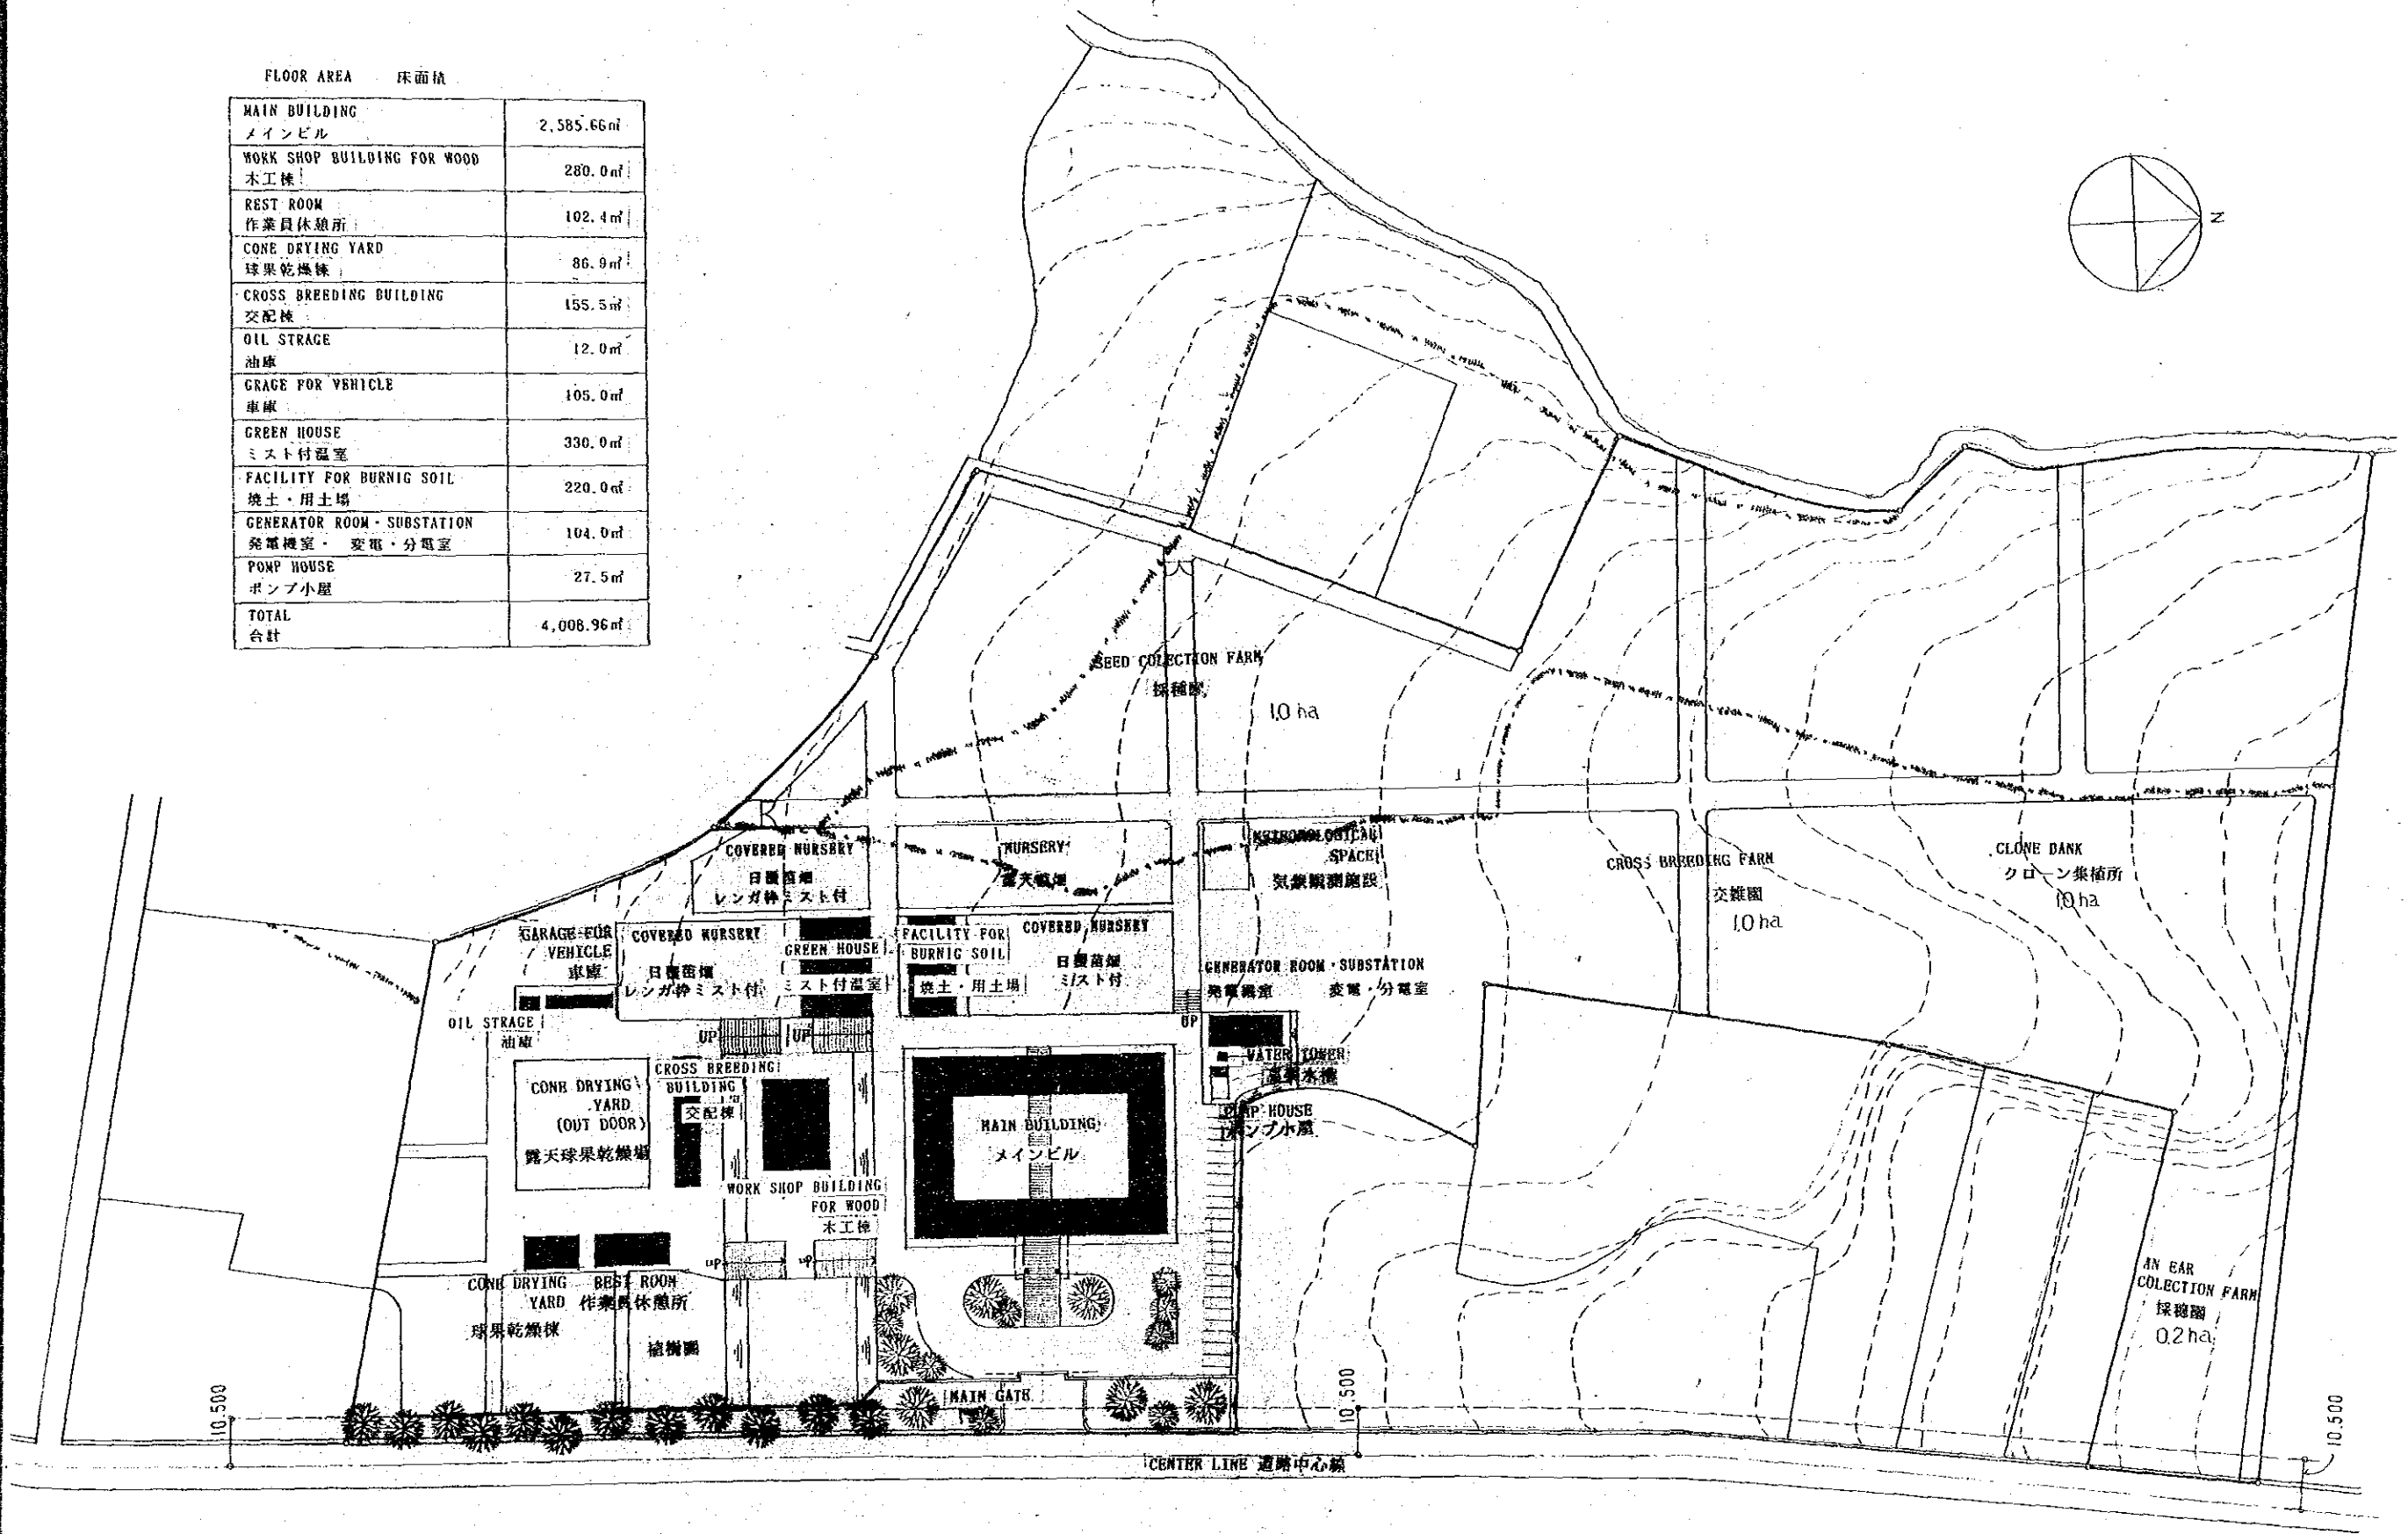 FLOOR AREA 床面積
MAIN BUILDING
メインビル
2,585.66㎡
WORK SHOP BUILDING FOR WOOD
木工棟
280.0㎡
REST ROOM
作業員休憩所
102.4㎡
CONE DRYING YARD
球果乾燥棟
86.9㎡
CROSS BREEDING BUILDING
交配棟
155.5㎡
OIL STRAGE
油庫
12.0㎡
GRAGE FOR VEHICLE
車庫
105.0㎡
GREEN HOUSE
ミスト付温室
330.0㎡
FACILITY FOR BURNIG SOIL
焼土・用土場
220.0㎡
GENERATOR ROOM・SUBSTATION
発電機室・ 変電・分電室
104.0㎡
POMP HOUSE
ポンプ小屋
27.5㎡
TOTAL
合計
4,008.96㎡
N
SEED COLECTION FARM
採種園
1.0 ha
COVERED NURSERY
日覆苗畑
レンガ枠ミスト付
NURSERY
露天苗畑
METROROLOGICAL
SPACE
気象観測施設
CROSS BREEDING FARM
交雑園
1.0 ha
CLONE BANK
クローン集植所
1.0 ha
GARAGE FOR
VEHICLE
車庫
COVERED NURSERY
日覆苗畑
レンガ枠ミスト付
GREEN HOUSE
ミスト付温室
FACILITY FOR
BURNIG SOIL
焼土・用土場
COVERED NURSERY
日覆苗畑
ミスト付
GENERATOR ROOM・SUBSTATION
発電機室 変電・分電室
OIL STRAGE
油庫
UP
UP
UP
WATER TOWER
高架水槽
CONE DRYING
YARD
(OUT DOOR)
露天球果乾燥場
CROSS BREEDING
BUILDING
交配棟
MAIN BUILDING
メインビル
PUMP HOUSE
ポンプ小屋
WORK SHOP BUILDING
FOR WOOD
木工棟
UP
UP
CONE DRYING
YARD
球果乾燥棟
REST ROOM
作業員休憩所
植樹園
AN EAR
COLECTION FARM
採穂園
0.2 ha
MAIN GATE
10.500
10.500
10.500
CENTER LINE 道路中心線